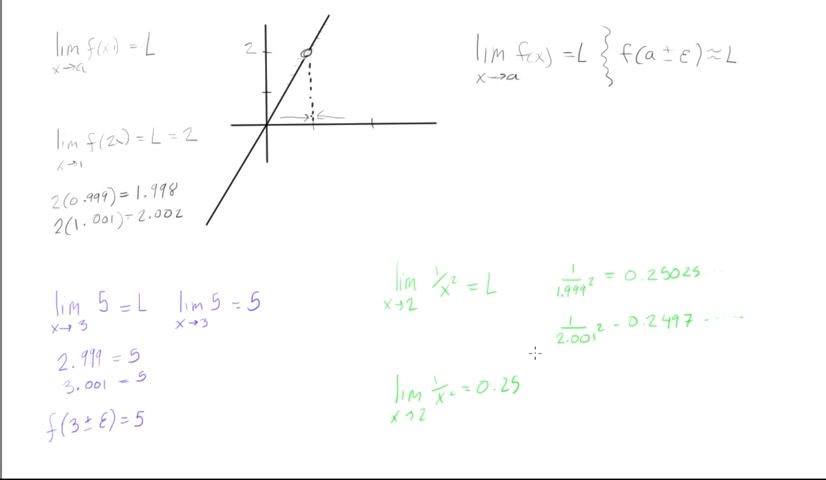 lim f(x) = L
x→a
2
lim f(x) = L } f(a ± ε) ≈ L
x→a
lim f(2x) = L = 2
x→1
2(0.999) = 1.998
2(1.001) = 2.002
lim 5 = L
x→3
lim 5 = 5
x→3
2.999 = 5
3.001 = 5
f(3 ± ε) = 5
lim 1/x² = L
x→2
1/1.999² = 0.25025
1/2.001² - 0.2497 ......
lim 1/x² = 0.25
x→2